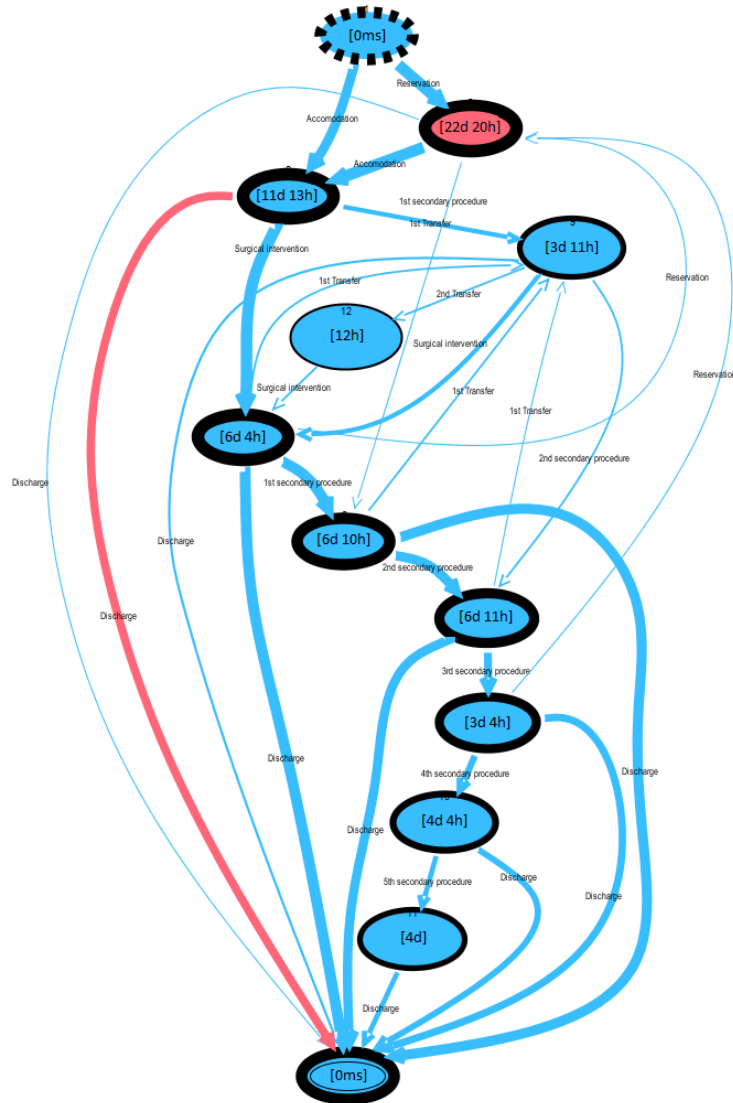 [0ms]
Reservation
Accomodation
[22d 20h]
Accomodation
[11d 13h]
1st secondary procedure
1st Transfer
[3d 11h]
Surgical intervention
1st Transfer
Reservation
2nd Transfer
12
[12h]
Surgical intervention
Reservation
Surgical intervention
1st Transfer
1st Transfer
[6d 4h]
2nd secondary procedure
Discharge
1st secondary procedure
[6d 10h]
Discharge
2nd secondary procedure
[6d 11h]
Discharge
3rd secondary procedure
[3d 4h]
Discharge
4th secondary procedure
Discharge
[4d 4h]
Discharge
5th secondary procedure
Discharge
Discharge
11
[4d]
Discharge
[0ms]